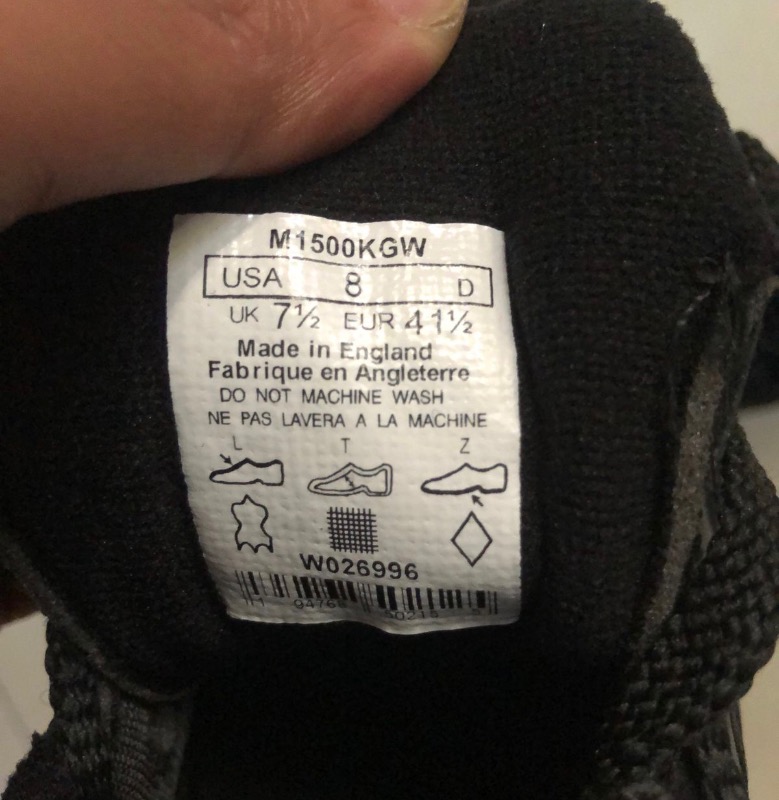 M1500KGW
USA 8 D
UK 7½ EUR 41½
Made in England
Fabrique en Angleterre
DO NOT MACHINE WASH
NE PAS LAVERA A LA MACHINE
L T Z
W026996